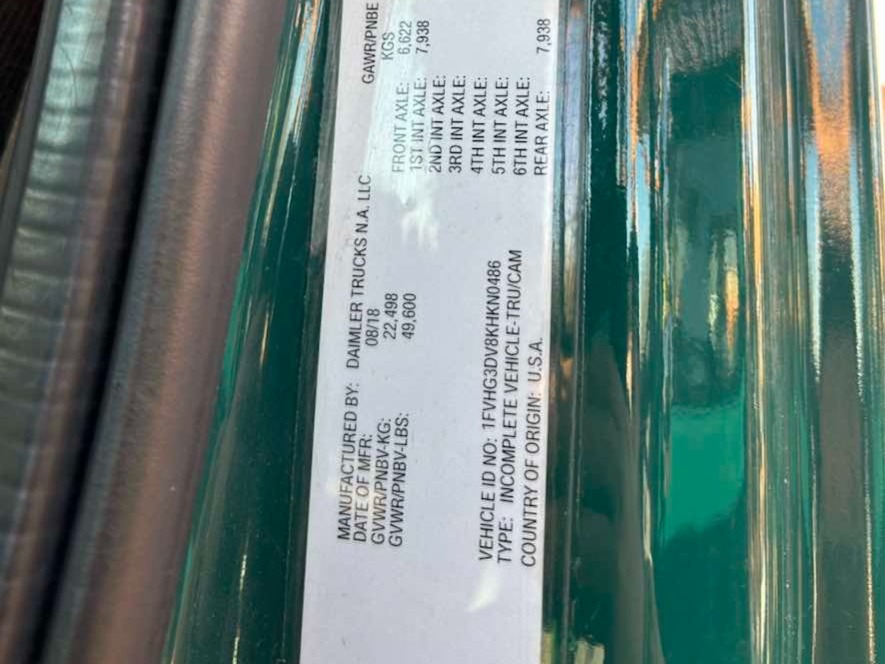 MANUFACTURED BY: DAIMLER TRUCKS N.A. LLC
DATE OF MFR: 08/18
GVWR/PNBV-KG: 22,498
GVWR/PNBV-LBS: 49,600
GAWR/PNBE
KGS
FRONT AXLE: 6,622
1ST INT AXLE: 7,938
2ND INT AXLE:
3RD INT AXLE:
4TH INT AXLE:
5TH INT AXLE:
6TH INT AXLE:
REAR AXLE: 7,938
VEHICLE ID NO: 1FVHG3DV8KHKN0486
TYPE: INCOMPLETE VEHICLE-TRU/CAM
COUNTRY OF ORIGIN: U.S.A.